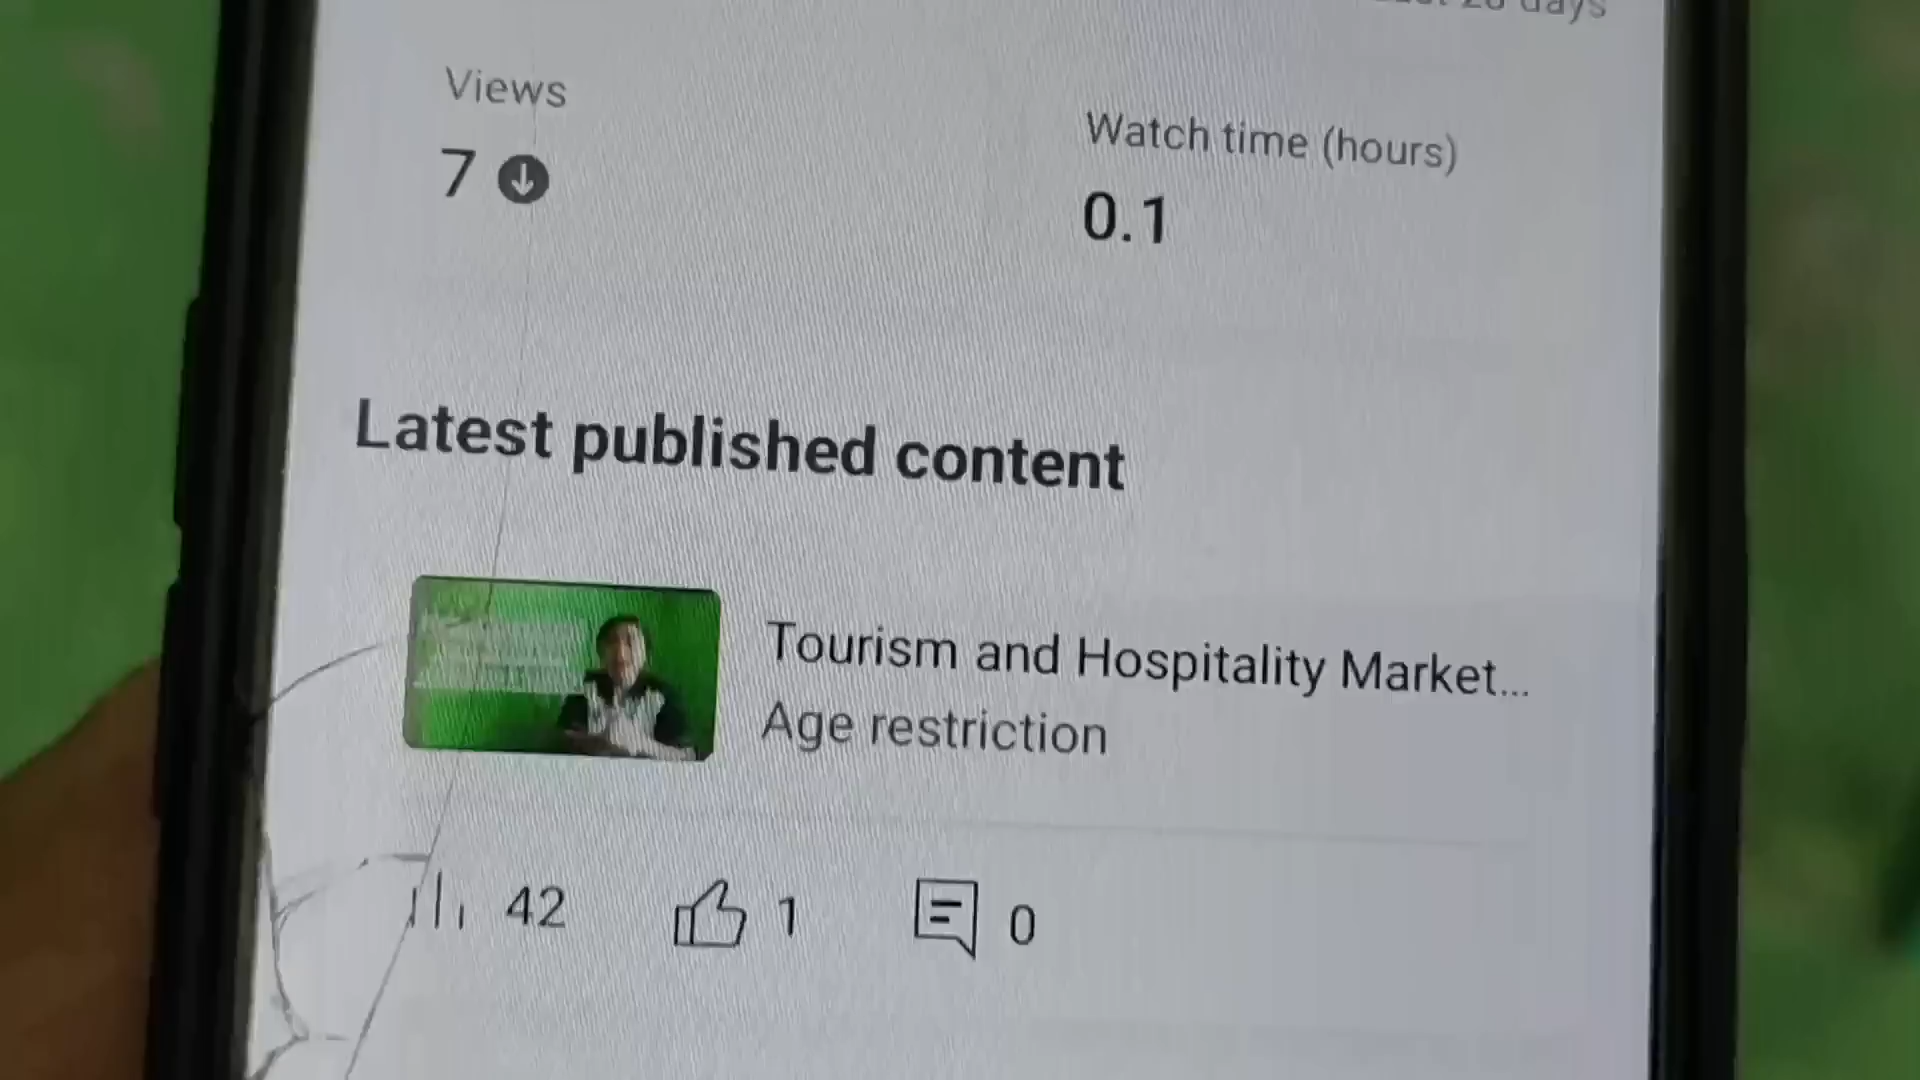 days
Views
Watch time (hours)
7
0.1
Latest published content
Tourism and Hospitality Market...
Age restriction
42
1
0